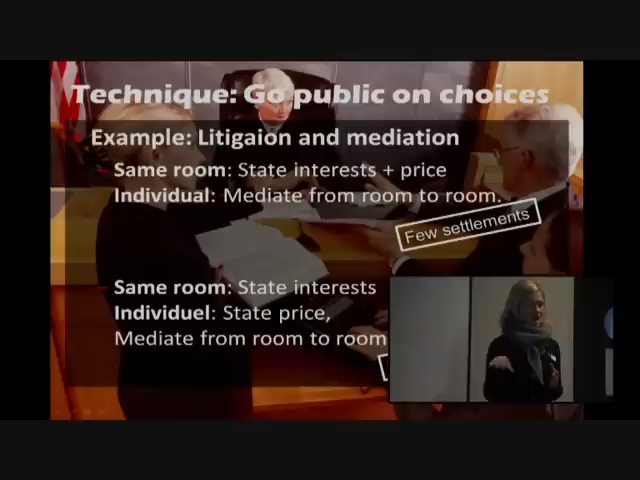 Technique: Go public on choices
Example: Litigaion and mediation
Same room: State interests + price
Individual: Mediate from room to room.
Few settlements
Same room: State interests
Individuel: State price,
Mediate from room to room